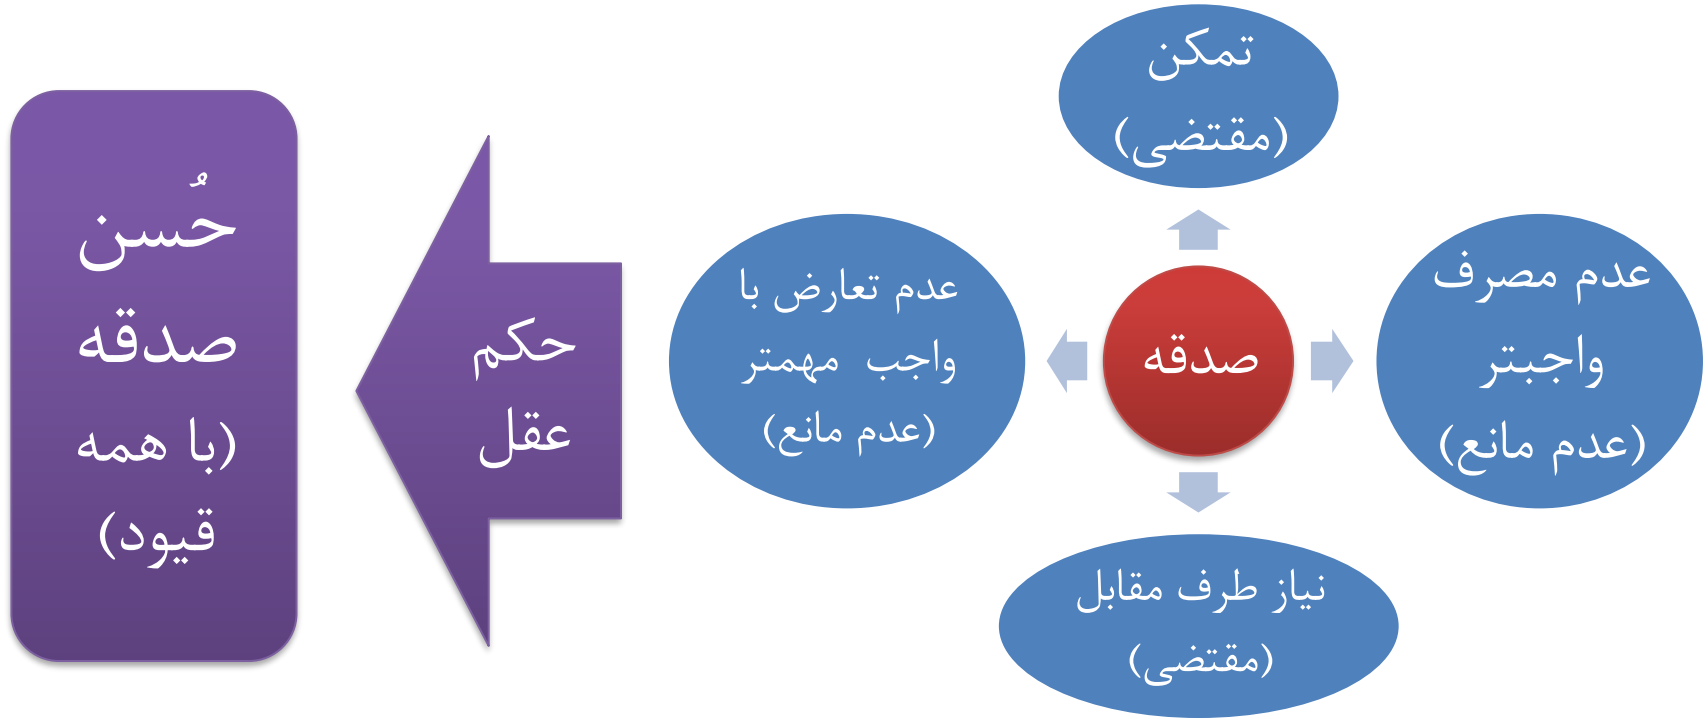 تمکن
(مقتضی)
عدم مصرف
واجبتر
(عدم مانع)
صدقه
عدم تعارض با
واجب مهمتر
(عدم مانع)
نیاز طرف مقابل
(مقتضی)
حکم
عقل
حُسن
صدقه
(با همه
قیود)